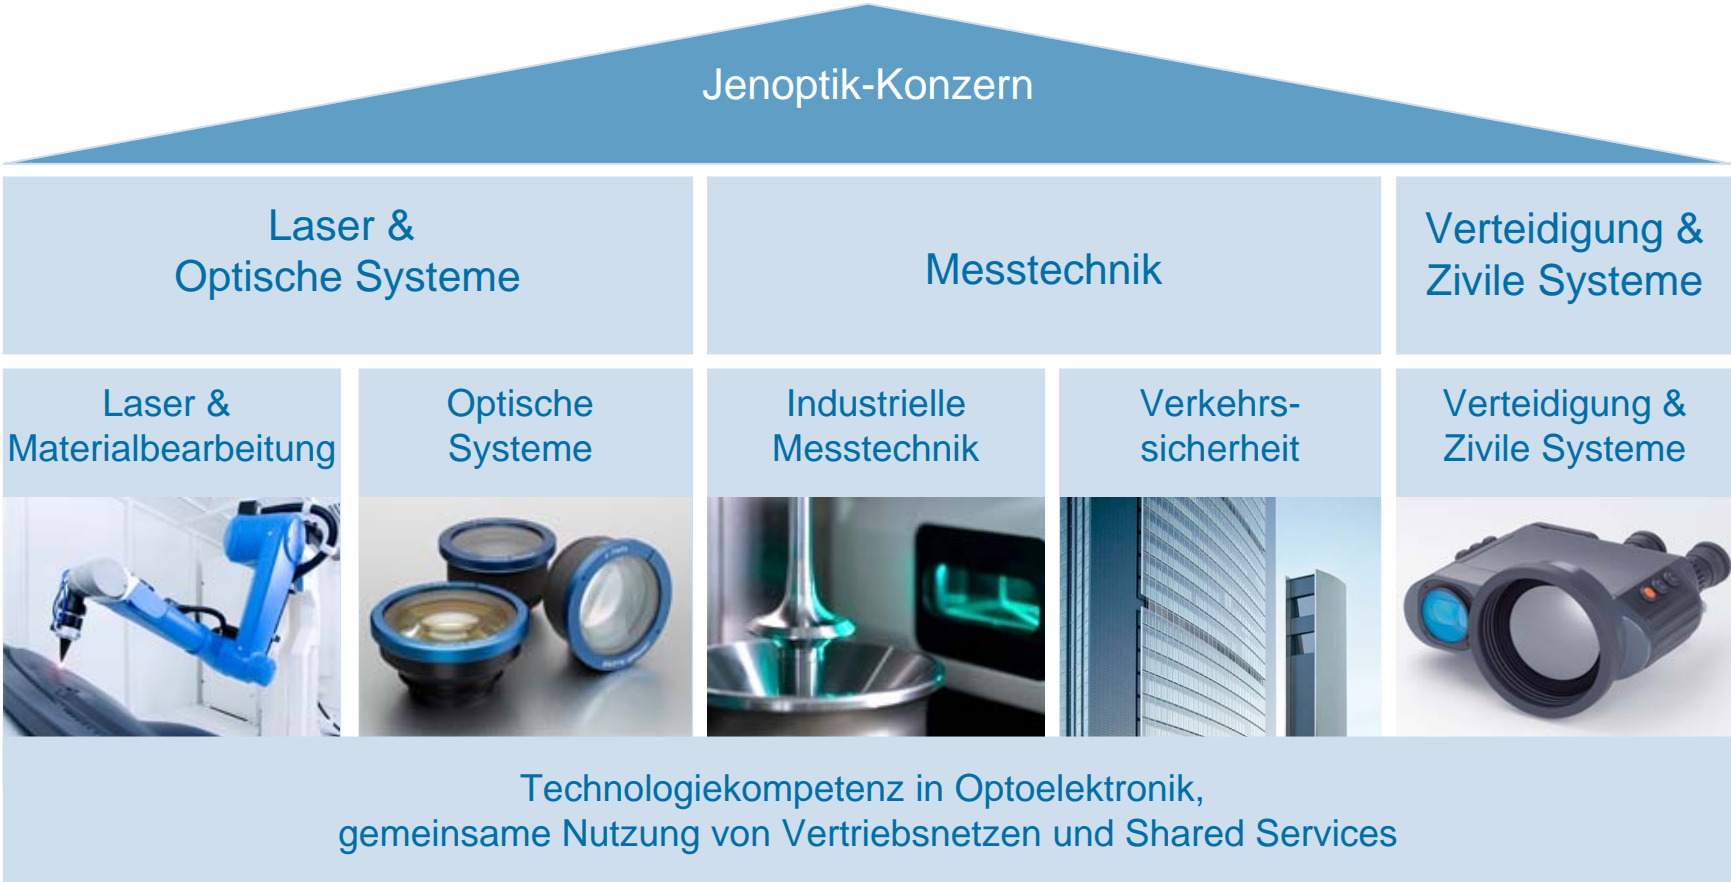 Jenoptik-Konzern
Laser &
Optische Systeme
Messtechnik
Verteidigung &
Zivile Systeme
Laser &
Materialbearbeitung
Optische
Systeme
Industrielle
Messtechnik
Verkehrs-
sicherheit
Verteidigung &
Zivile Systeme
Technologiekompetenz in Optoelektronik,
gemeinsame Nutzung von Vertriebsnetzen und Shared Services